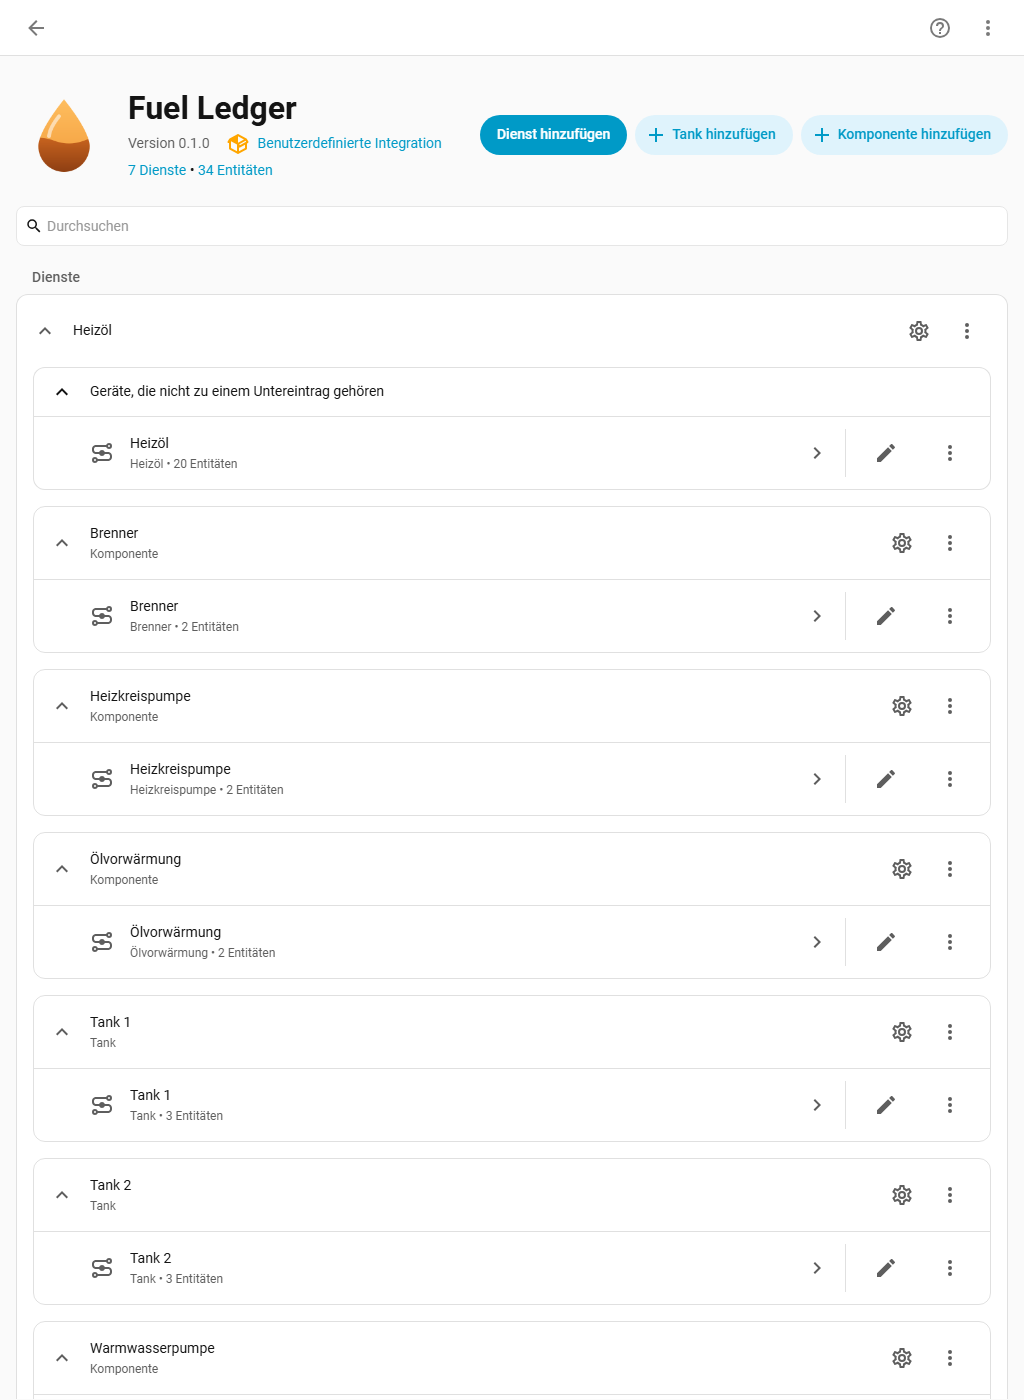 Fuel Ledger
Version 0.1.0 Benutzerdefinierte Integration
7 Dienste • 34 Entitäten
Dienst hinzufügen
Tank hinzufügen
Komponente hinzufügen
Durchsuchen
Dienste
Heizöl
Geräte, die nicht zu einem Untereintrag gehören
Heizöl
Heizöl • 20 Entitäten
Brenner
Komponente
Brenner
Brenner • 2 Entitäten
Heizkreispumpe
Komponente
Heizkreispumpe
Heizkreispumpe • 2 Entitäten
Ölvorwärmung
Komponente
Ölvorwärmung
Ölvorwärmung • 2 Entitäten
Tank 1
Tank
Tank 1
Tank • 3 Entitäten
Tank 2
Tank
Tank 2
Tank • 3 Entitäten
Warmwasserpumpe
Komponente